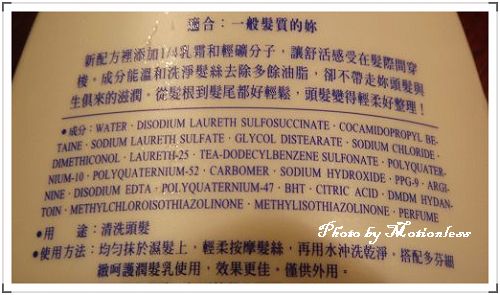 適合：一般髮質的妳
新配方裡添加1/4乳霜和輕礦分子，讓舒活感受在髮際間穿
梭。成分能溫和洗淨髮絲去除多餘油脂，卻不帶走妳頭髮與
生俱來的滋潤。從髮根到髮尾都好輕鬆，頭髮變得輕柔好整理！
•成分：WATER · DISODIUM LAURETH SULFOSUCCINATE · COCAMIDOPROPYL BE-
TAINE · SODIUM LAURETH SULFATE · GLYCOL DISTEARATE · SODIUM CHLORIDE ·
DIMETHICONOL · LAURETH-25 · TEA-DODECYLBENZENE SULFONATE · POLYQUATER-
NIUM-10 · POLYQUATERNIUM-52 · CARBOMER · SODIUM HYDROXIDE · PPG-9 · ARGI-
NINE · DISODIUM EDTA · POLYQUATERNIUM-47 · BHT · CITRIC ACID · DMDM HYDAN-
TOIN · METHYLCHLOROISOTHIAZOLINONE · METHYLISOTHIAZOLINONE · PERFUME
•用　　途：清洗頭髮
•使用方法：均勻抹於濕髮上，輕柔按摩髮絲，再用水沖洗乾淨，搭配多芬細
緻呵護潤髮乳使用，效果更佳，僅供外用。
Photo by Motionless